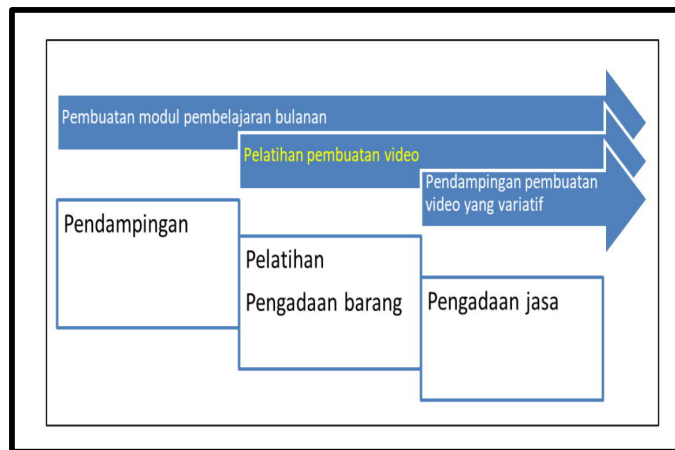 Pembuatan modul pembelajaran bulanan
Pelatihan pembuatan video
Pendampingan pembuatan
video yang variatif
Pendampingan
Pelatihan
Pengadaan barang
Pengadaan jasa